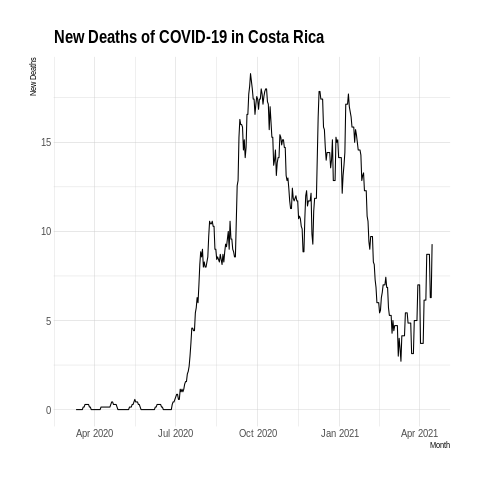 New Deaths of COVID-19 in Costa Rica
New Deaths
15
10
5
0
Apr 2020 Jul 2020 Oct 2020 Jan 2021 Apr 2021
Month